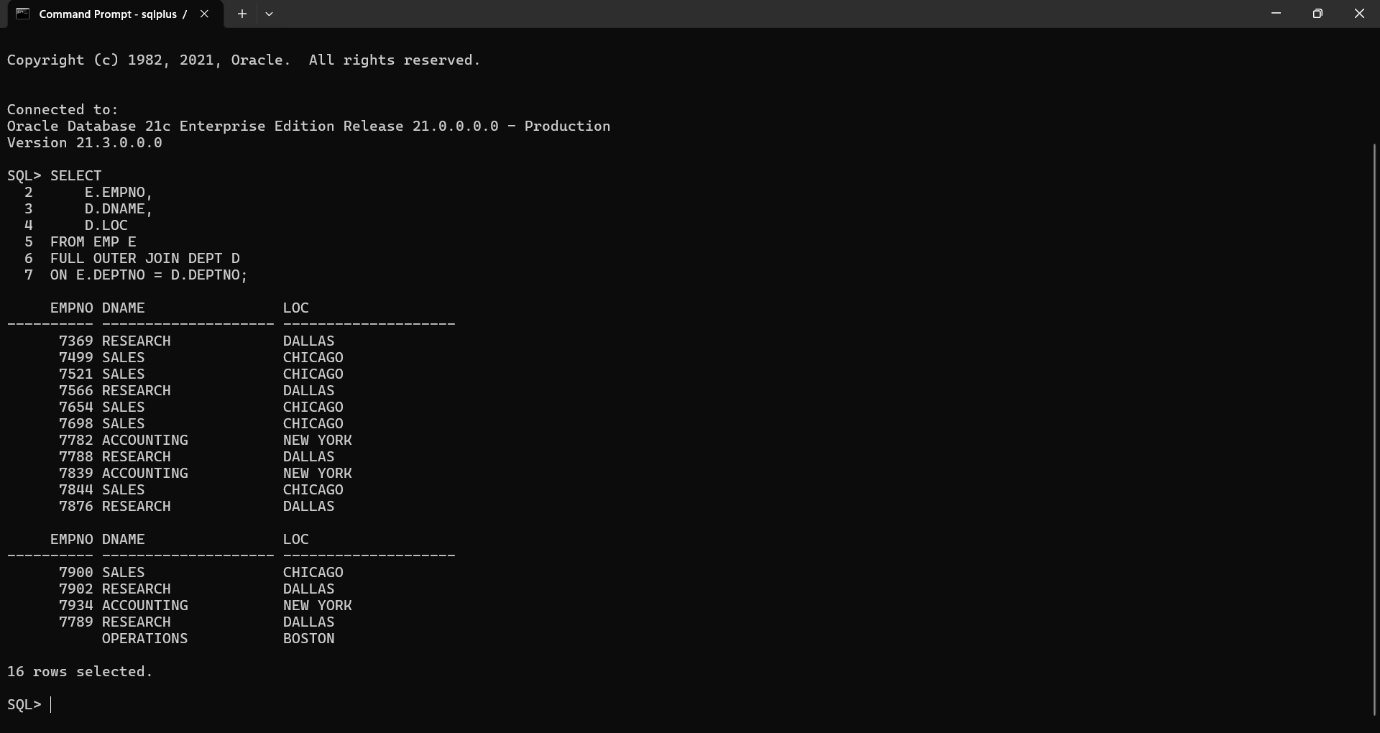 Command Prompt - sqlplus /
Copyright (c) 1982, 2021, Oracle.  All rights reserved.
Connected to:
Oracle Database 21c Enterprise Edition Release 21.0.0.0.0 - Production
Version 21.3.0.0.0
SQL> SELECT
  2      E.EMPNO,
  3      D.DNAME,
  4      D.LOC
  5  FROM EMP E
  6  FULL OUTER JOIN DEPT D
  7  ON E.DEPTNO = D.DEPTNO;
     EMPNO DNAME                LOC
---------- -------------------- --------------------
      7369 RESEARCH             DALLAS
      7499 SALES                CHICAGO
      7521 SALES                CHICAGO
      7566 RESEARCH             DALLAS
      7654 SALES                CHICAGO
      7698 SALES                CHICAGO
      7782 ACCOUNTING           NEW YORK
      7788 RESEARCH             DALLAS
      7839 ACCOUNTING           NEW YORK
      7844 SALES                CHICAGO
      7876 RESEARCH             DALLAS
     EMPNO DNAME                LOC
---------- -------------------- --------------------
      7900 SALES                CHICAGO
      7902 RESEARCH             DALLAS
      7934 ACCOUNTING           NEW YORK
      7789 RESEARCH             DALLAS
           OPERATIONS           BOSTON
16 rows selected.
SQL>